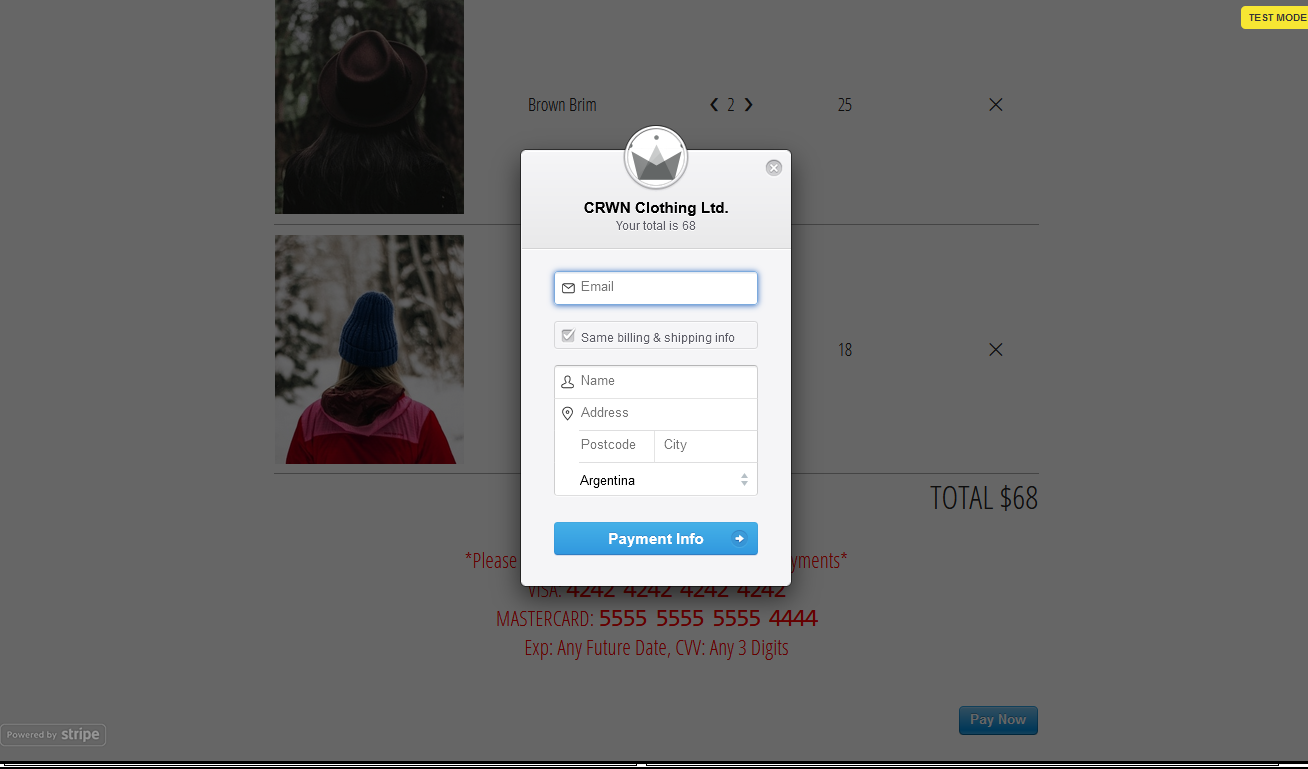 TEST MODE
Brown Brim
2
25
CRWN Clothing Ltd.
Your total is 68
Email
Same billing & shipping info
18
Name
Address
Postcode City
Argentina
TOTAL $68
Payment Info
*Please
yments*
VISA: 4242 4242 4242 4242
MASTERCARD: 5555 5555 5555 4444
Exp: Any Future Date, CVV: Any 3 Digits
Pay Now
Powered by stripe